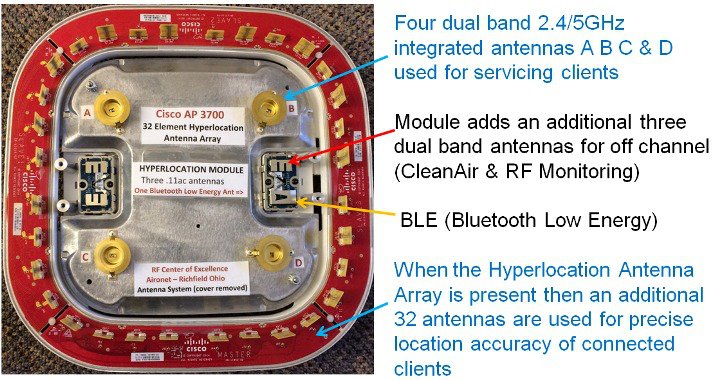 Four dual band 2.4/5GHz
integrated antennas A B C & D
used for servicing clients
Module adds an additional three
dual band antennas for off channel
(CleanAir & RF Monitoring)
BLE (Bluetooth Low Energy)
When the Hyperlocation Antenna
Array is present then an additional
32 antennas are used for precise
location accuracy of connected
clients
A
B
Cisco AP 3700
32 Element Hyperlocation
Antenna Array
HYPERLOCATION MODULE
Three .11ac antennas
One Bluetooth Low Energy Ant =>
C
D
RF Center of Excellence
Aironet – Richfield Ohio
Antenna System (cover removed)
CISCO
CISCO
CISCO
CISCO
MASTER